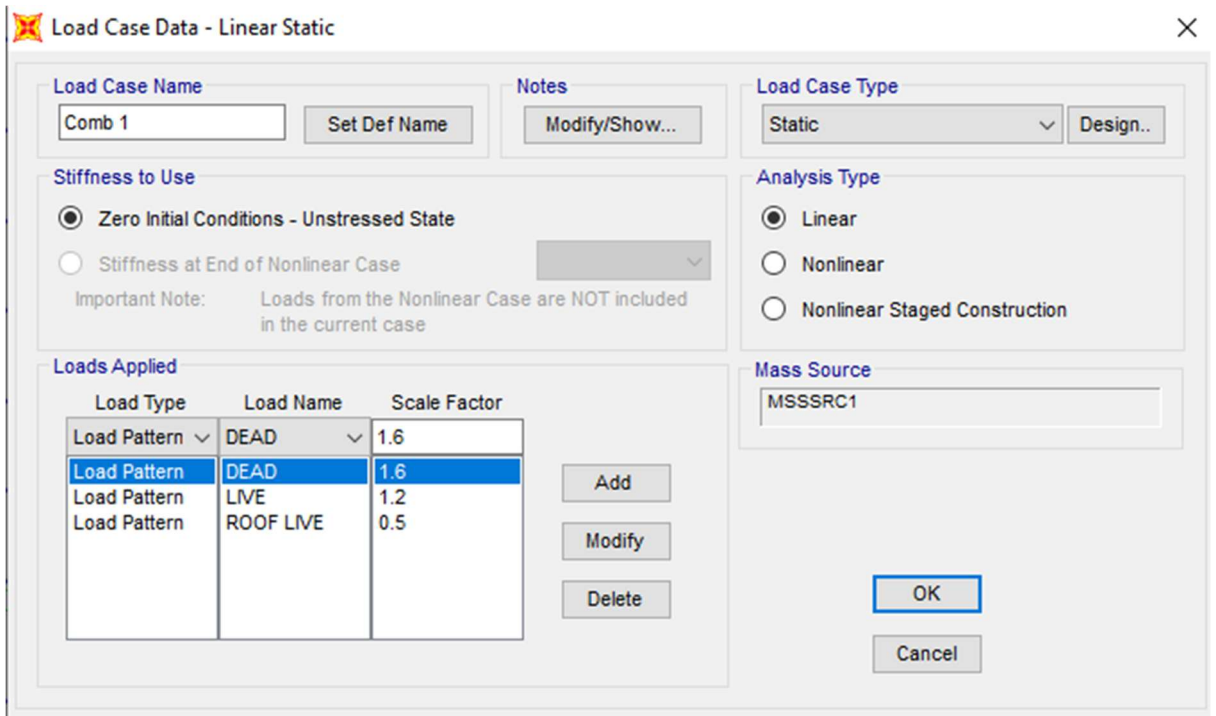 Load Case Data - Linear Static
Load Case Name
Notes
Load Case Type
Comb 1
Set Def Name
Modify/Show...
Static
Design..
Stiffness to Use
Analysis Type
Zero Initial Conditions - Unstressed State
Linear
Stiffness at End of Nonlinear Case
Nonlinear
Important Note: Loads from the Nonlinear Case are NOT included
in the current case
Nonlinear Staged Construction
Loads Applied
Mass Source
Load Type Load Name Scale Factor
MSSSRC1
Load Pattern DEAD 1.6
Load Pattern DEAD 1.6
Load Pattern LIVE 1.2
Load Pattern ROOF LIVE 0.5
Add
Modify
Delete
OK
Cancel